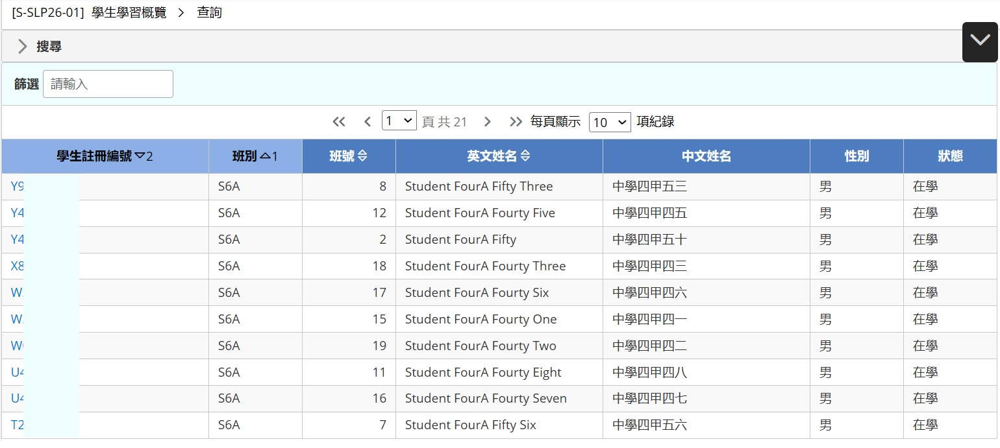 [S-SLP26-01] 學生學習概覽 > 查詢
搜尋
篩選 請輸入
<< < 1 頁 共 21 > >> 每頁顯示 10 項紀錄
學生註冊編號 2 班別 1 班號 英文姓名 中文姓名 性別 狀態
Y9 S6A 8 Student FourA Fifty Three 中學四甲五三 男 在學
Y4 S6A 12 Student FourA Fourty Five 中學四甲四五 男 在學
Y4 S6A 2 Student FourA Fifty 中學四甲五十 男 在學
X8 S6A 18 Student FourA Fourty Three 中學四甲四三 男 在學
W S6A 17 Student FourA Fourty Six 中學四甲四六 男 在學
W S6A 15 Student FourA Fourty One 中學四甲四一 男 在學
W S6A 19 Student FourA Fourty Two 中學四甲四二 男 在學
U4 S6A 11 Student FourA Fourty Eight 中學四甲四八 男 在學
U4 S6A 16 Student FourA Fourty Seven 中學四甲四七 男 在學
T2 S6A 7 Student FourA Fifty Six 中學四甲五六 男 在學